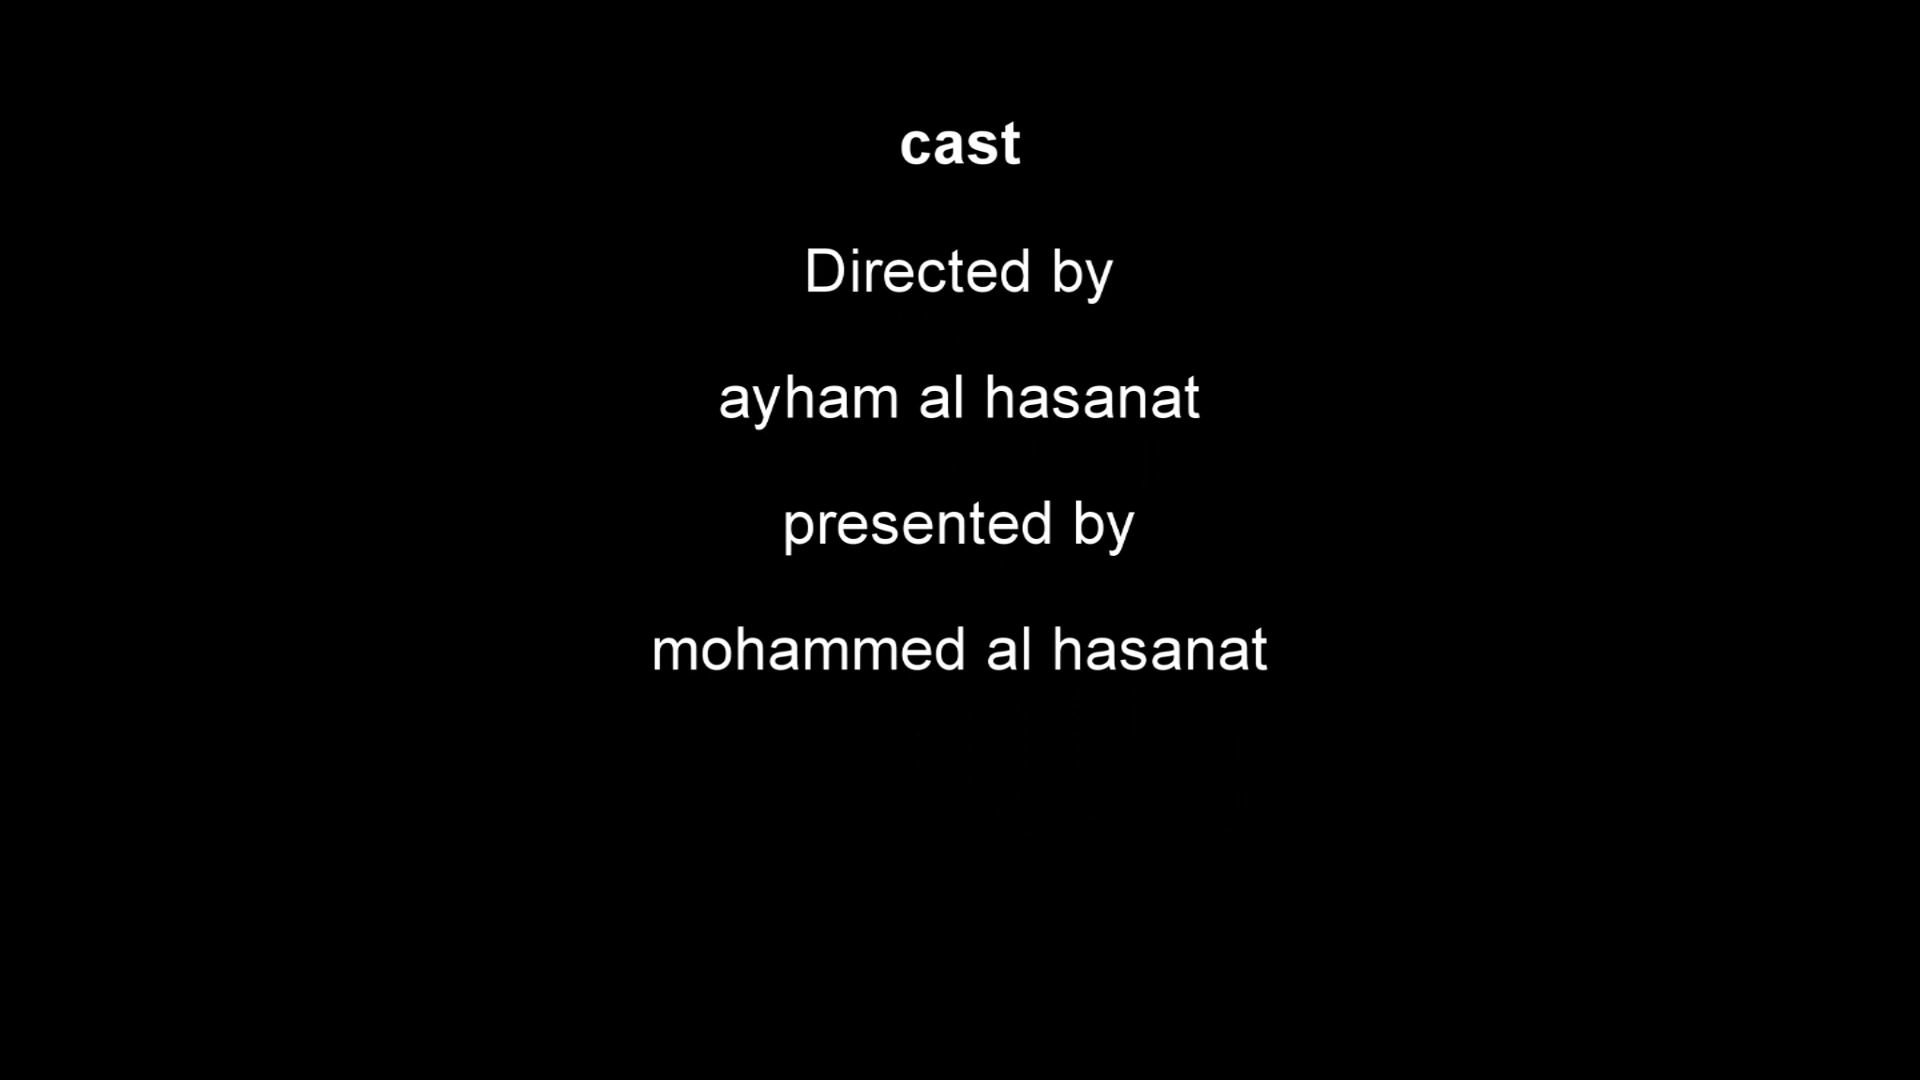 cast
Directed by
ayham al hasanat
presented by
mohammed al hasanat